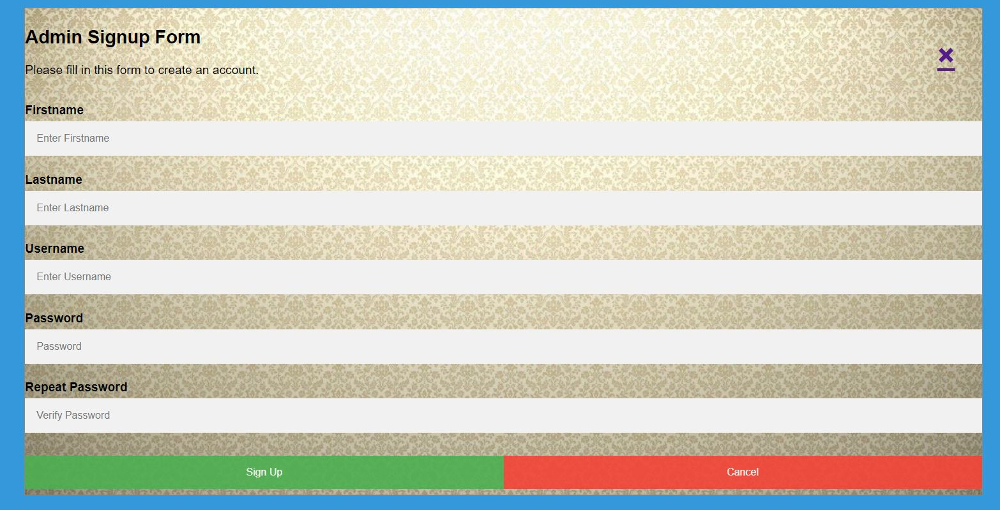 Admin Signup Form
×
Please fill in this form to create an account.
Firstname
Enter Firstname
Lastname
Enter Lastname
Username
Enter Username
Password
Password
Repeat Password
Verify Password
Sign Up
Cancel